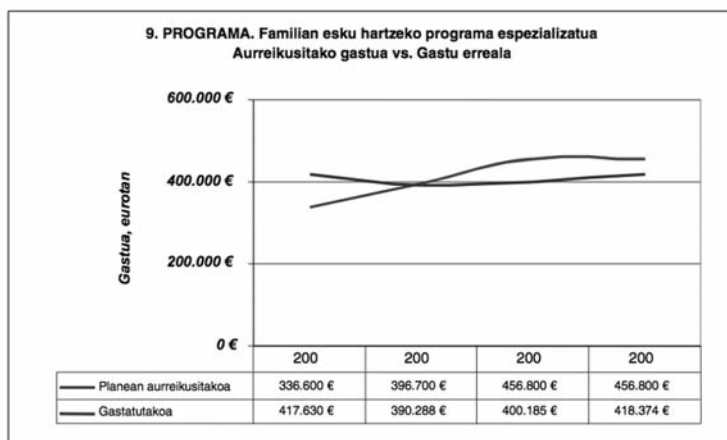 9. PROGRAMA. Familian esku hartzeko programa espezializatua
Aurreikusitako gastua vs. Gastu erreala
600.000 €
400.000 €
200.000 €
0 €
Gastua, eurotan
200 200 200 200
Planean aurreikusitakoa 336.600 € 396.700 € 456.800 € 456.800 €
Gastatutakoa 417.630 € 390.288 € 400.185 € 418.374 €